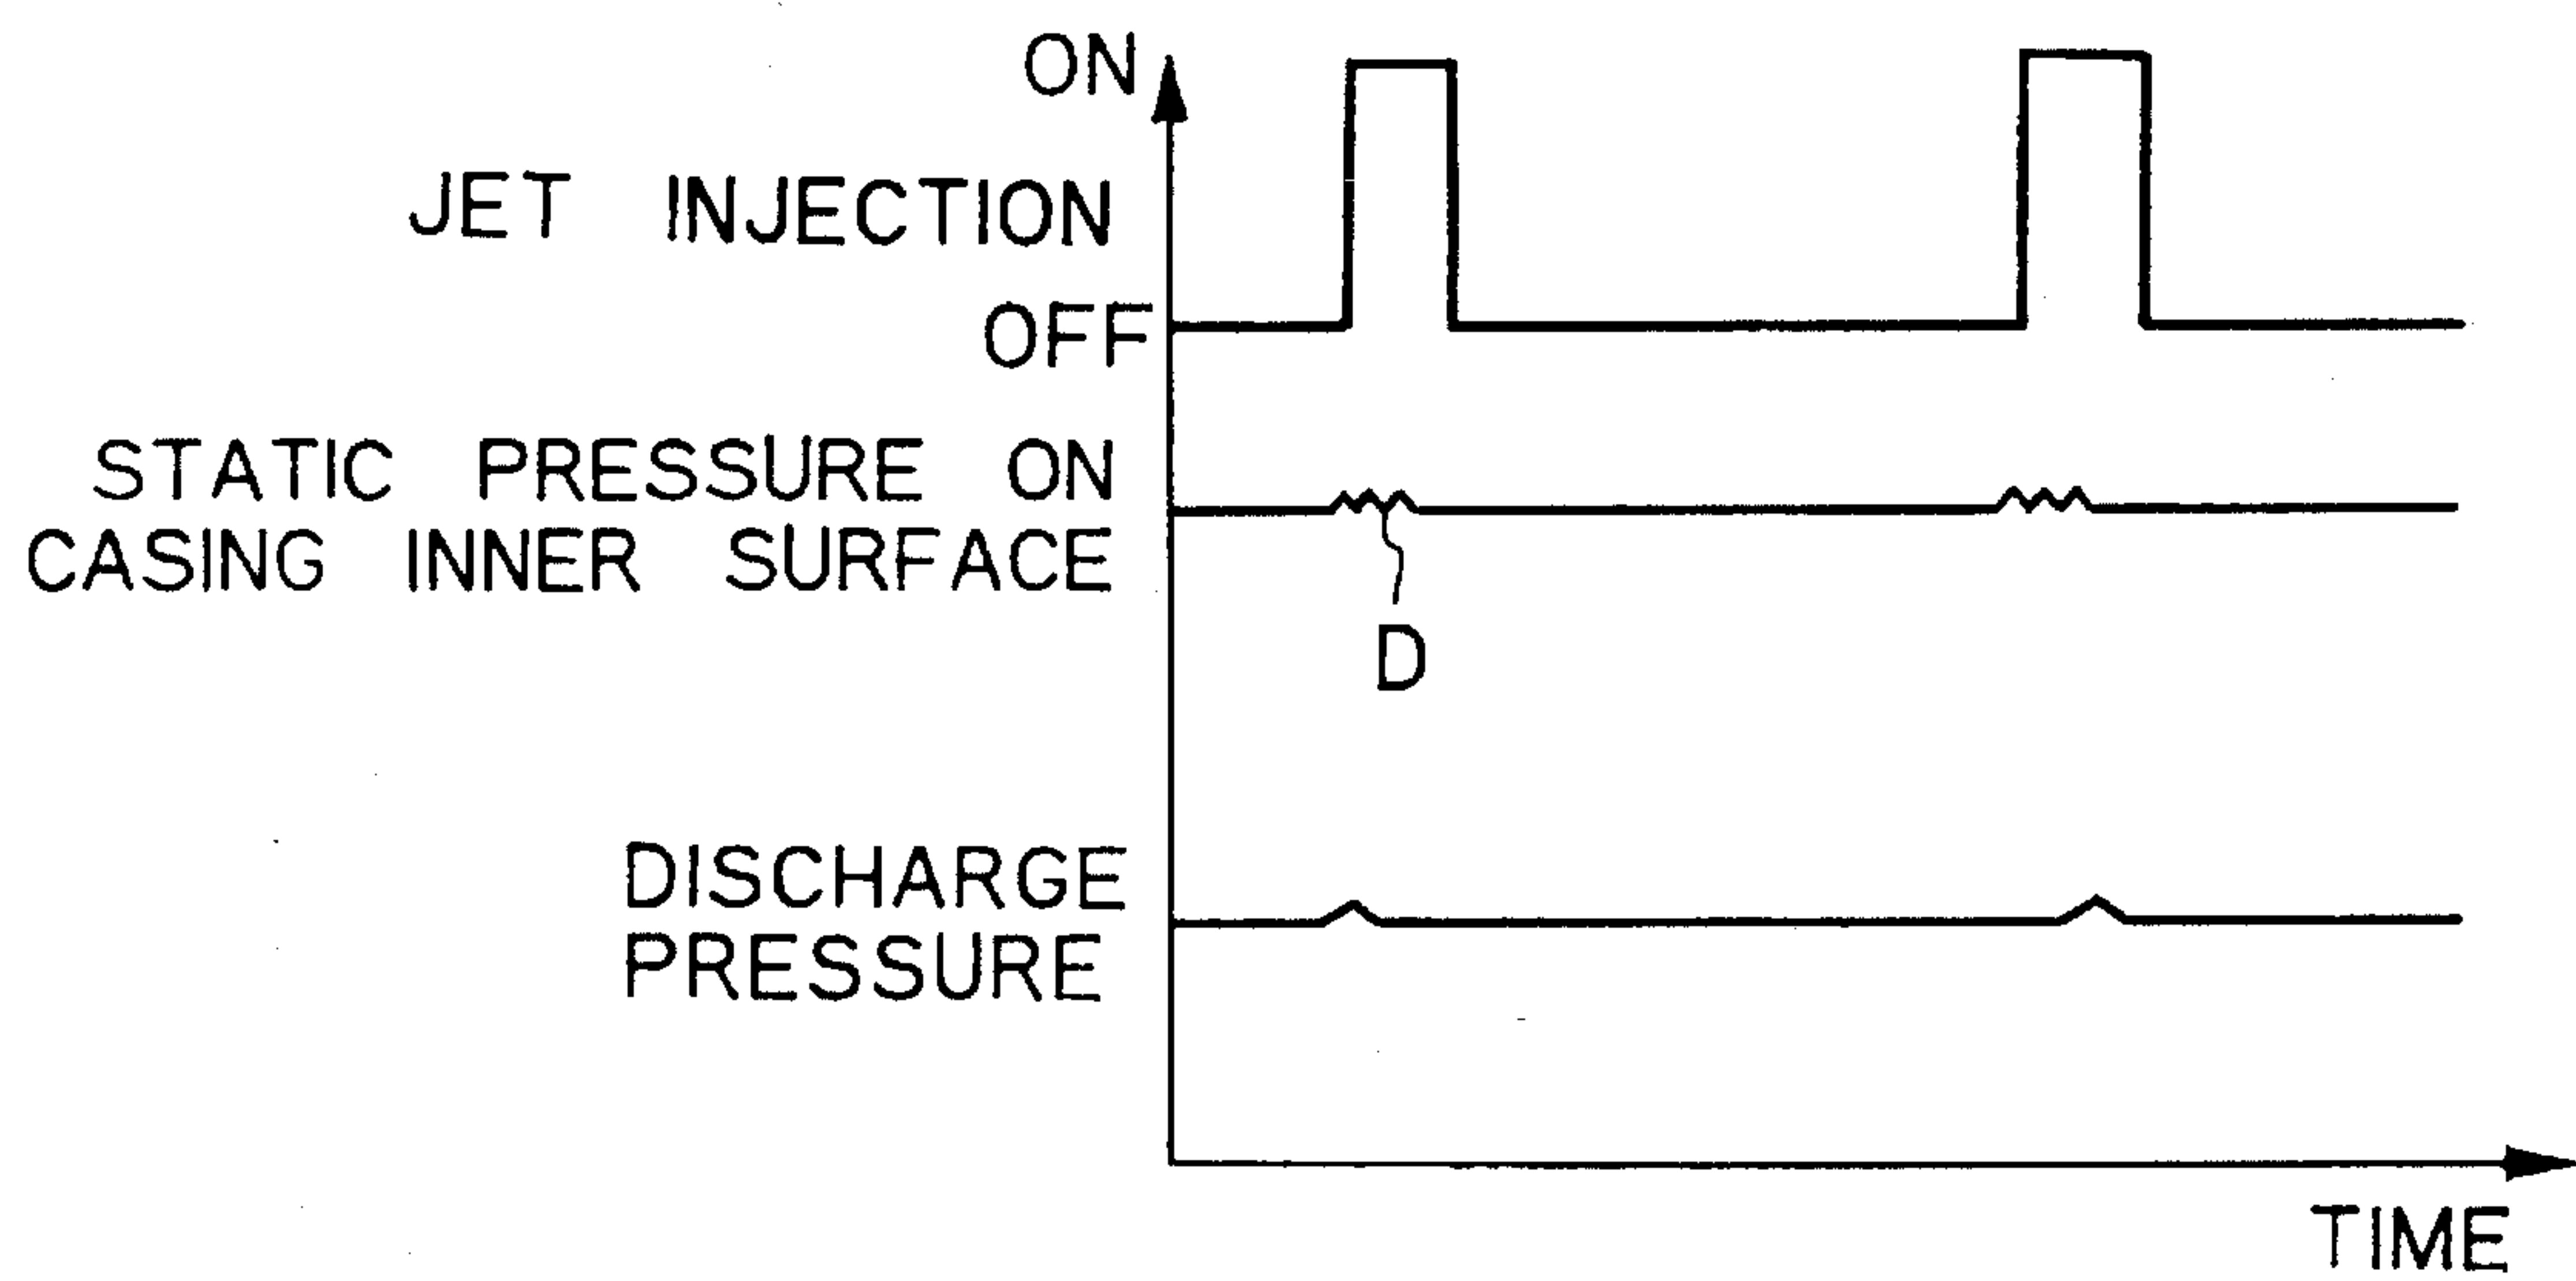 ON
JET INJECTION
OFF
STATIC PRESSURE ON
CASING INNER SURFACE
D
DISCHARGE
PRESSURE
TIME